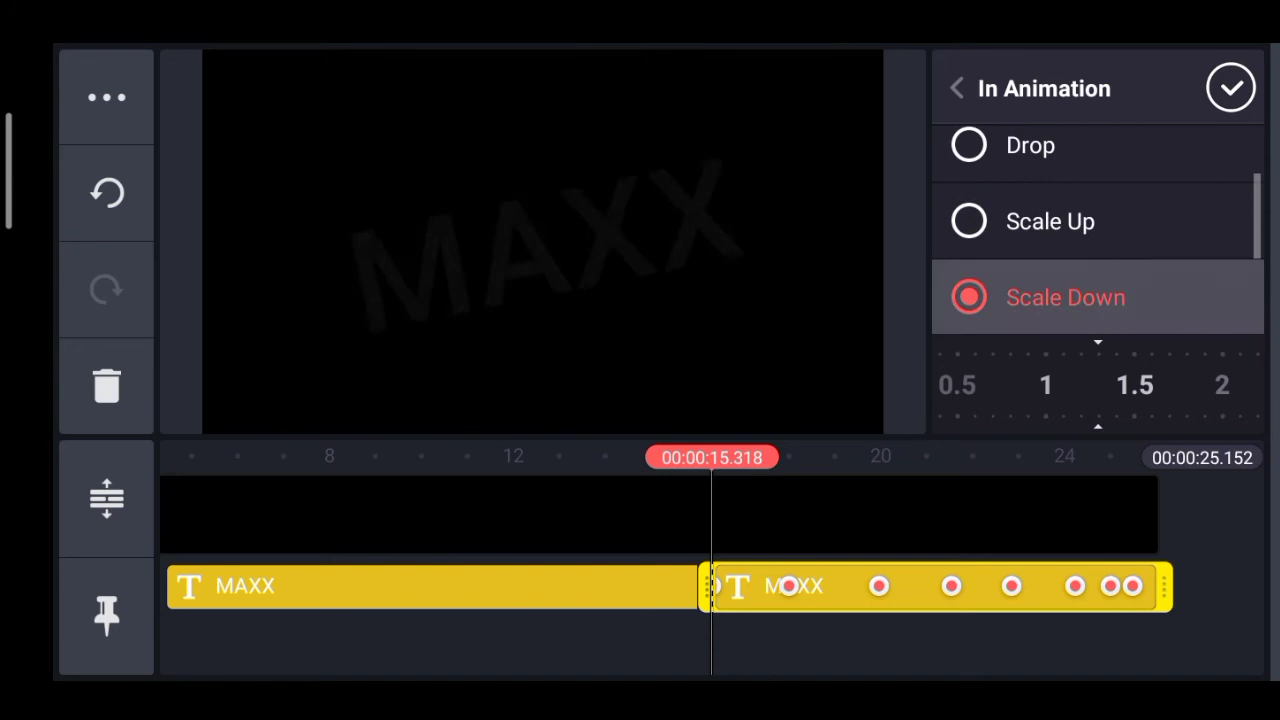 In Animation
Drop
MAXX
Scale Up
Scale Down
0.5 1 1.5 2
8 12 00:00:15.318 20 24 00:00:25.152
T MAXX T MAXX